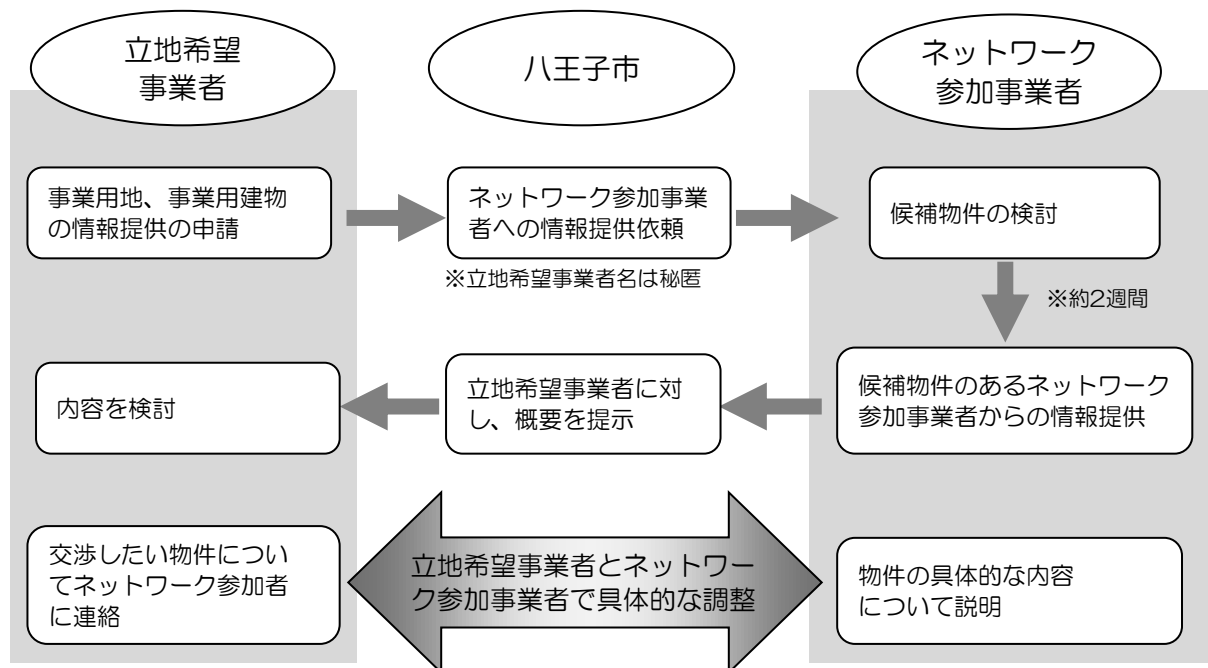 立地希望
事業者
八王子市
ネットワーク
参加事業者
事業用地、事業用建物
の情報提供の申請
ネットワーク参加事業
者への情報提供依頼
※立地希望事業者名は秘匿
候補物件の検討
※約2週間
候補物件のあるネットワーク
参加事業者からの情報提供
立地希望事業者に対
し、概要を提示
内容を検討
交渉したい物件につい
てネットワーク参加者
に連絡
立地希望事業者とネットワー
ク参加事業者で具体的な調整
物件の具体的な内容
について説明